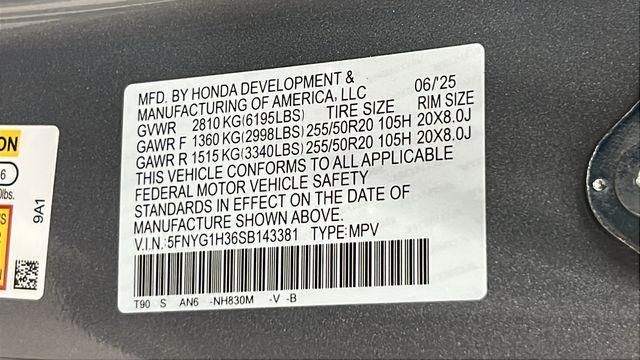 MFD. BY HONDA DEVELOPMENT &
MANUFACTURING OF AMERICA, LLC 06/'25
GVWR 2810 KG(6195LBS) TIRE SIZE RIM SIZE
GAWR F 1360 KG(2998LBS) 255/50R20 105H 20X8.0J
GAWR R 1515 KG(3340LBS) 255/50R20 105H 20X8.0J
THIS VEHICLE CONFORMS TO ALL APPLICABLE
FEDERAL MOTOR VEHICLE SAFETY
STANDARDS IN EFFECT ON THE DATE OF
MANUFACTURE SHOWN ABOVE.
V.I.N.:5FNYG1H36SB143381 TYPE:MPV
T90 S AN6 -NH830M -V -B
ON
6
lbs.
9A1